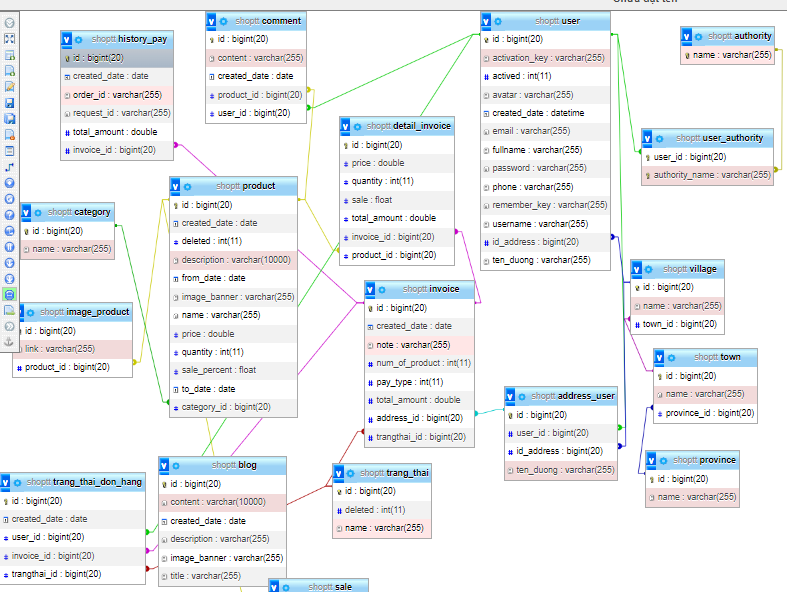 Chưa đặt tên
shoptt history_pay
id : bigint(20)
created_date : date
order_id : varchar(255)
request_id : varchar(255)
total_amount : double
invoice_id : bigint(20)
shoptt comment
id : bigint(20)
content : varchar(255)
created_date : date
product_id : bigint(20)
user_id : bigint(20)
shoptt user
id : bigint(20)
activation_key : varchar(255)
actived : int(11)
avatar : varchar(255)
created_date : datetime
email : varchar(255)
fullname : varchar(255)
password : varchar(255)
phone : varchar(255)
remember_key : varchar(255)
username : varchar(255)
id_address : bigint(20)
ten_duong : varchar(255)
shoptt authority
name : varchar(255)
shoptt detail_invoice
id : bigint(20)
price : double
quantity : int(11)
sale : float
total_amount : double
invoice_id : bigint(20)
product_id : bigint(20)
shoptt user_authority
user_id : bigint(20)
authority_name : varchar(255)
shoptt product
id : bigint(20)
created_date : date
deleted : int(11)
description : varchar(10000)
from_date : date
image_banner : varchar(255)
name : varchar(255)
price : double
quantity : int(11)
sale_percent : float
to_date : date
category_id : bigint(20)
shoptt category
id : bigint(20)
name : varchar(255)
shoptt village
id : bigint(20)
name : varchar(255)
town_id : bigint(20)
shoptt invoice
id : bigint(20)
created_date : date
note : varchar(255)
num_of_product : int(11)
pay_type : int(11)
total_amount : double
address_id : bigint(20)
trangthai_id : bigint(20)
shoptt image_product
id : bigint(20)
link : varchar(255)
product_id : bigint(20)
shoptt town
id : bigint(20)
name : varchar(255)
province_id : bigint(20)
shoptt address_user
id : bigint(20)
user_id : bigint(20)
id_address : bigint(20)
ten_duong : varchar(255)
shoptt province
id : bigint(20)
name : varchar(255)
shoptt blog
id : bigint(20)
content : varchar(10000)
created_date : date
description : varchar(255)
image_banner : varchar(255)
title : varchar(255)
shoptt trang_thai
id : bigint(20)
deleted : int(11)
name : varchar(255)
shoptt trang_thai_don_hang
id : bigint(20)
created_date : date
user_id : bigint(20)
invoice_id : bigint(20)
trangthai_id : bigint(20)
shoptt sale